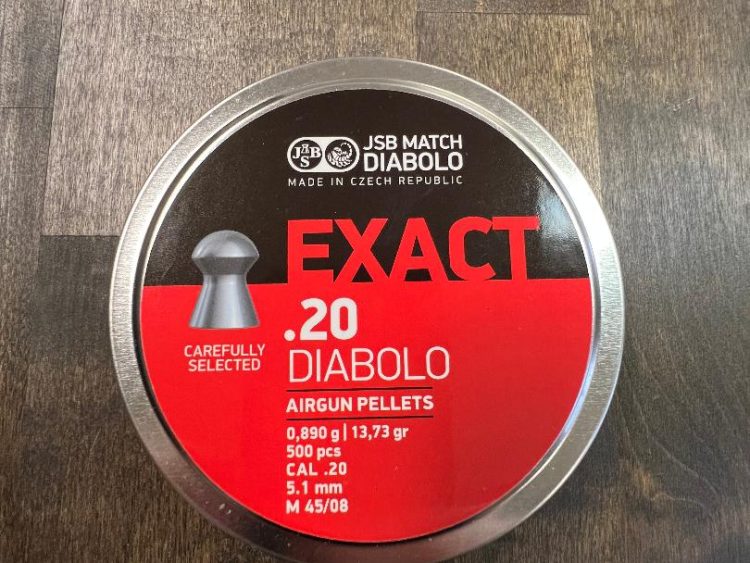 JSB
JSB MATCH
DIABOLO
MADE IN CZECH REPUBLIC
EXACT
.20
DIABOLO
CAREFULLY
SELECTED
AIRGUN PELLETS
0,890 g | 13,73 gr
500 pcs
CAL .20
5.1 mm
M 45/08